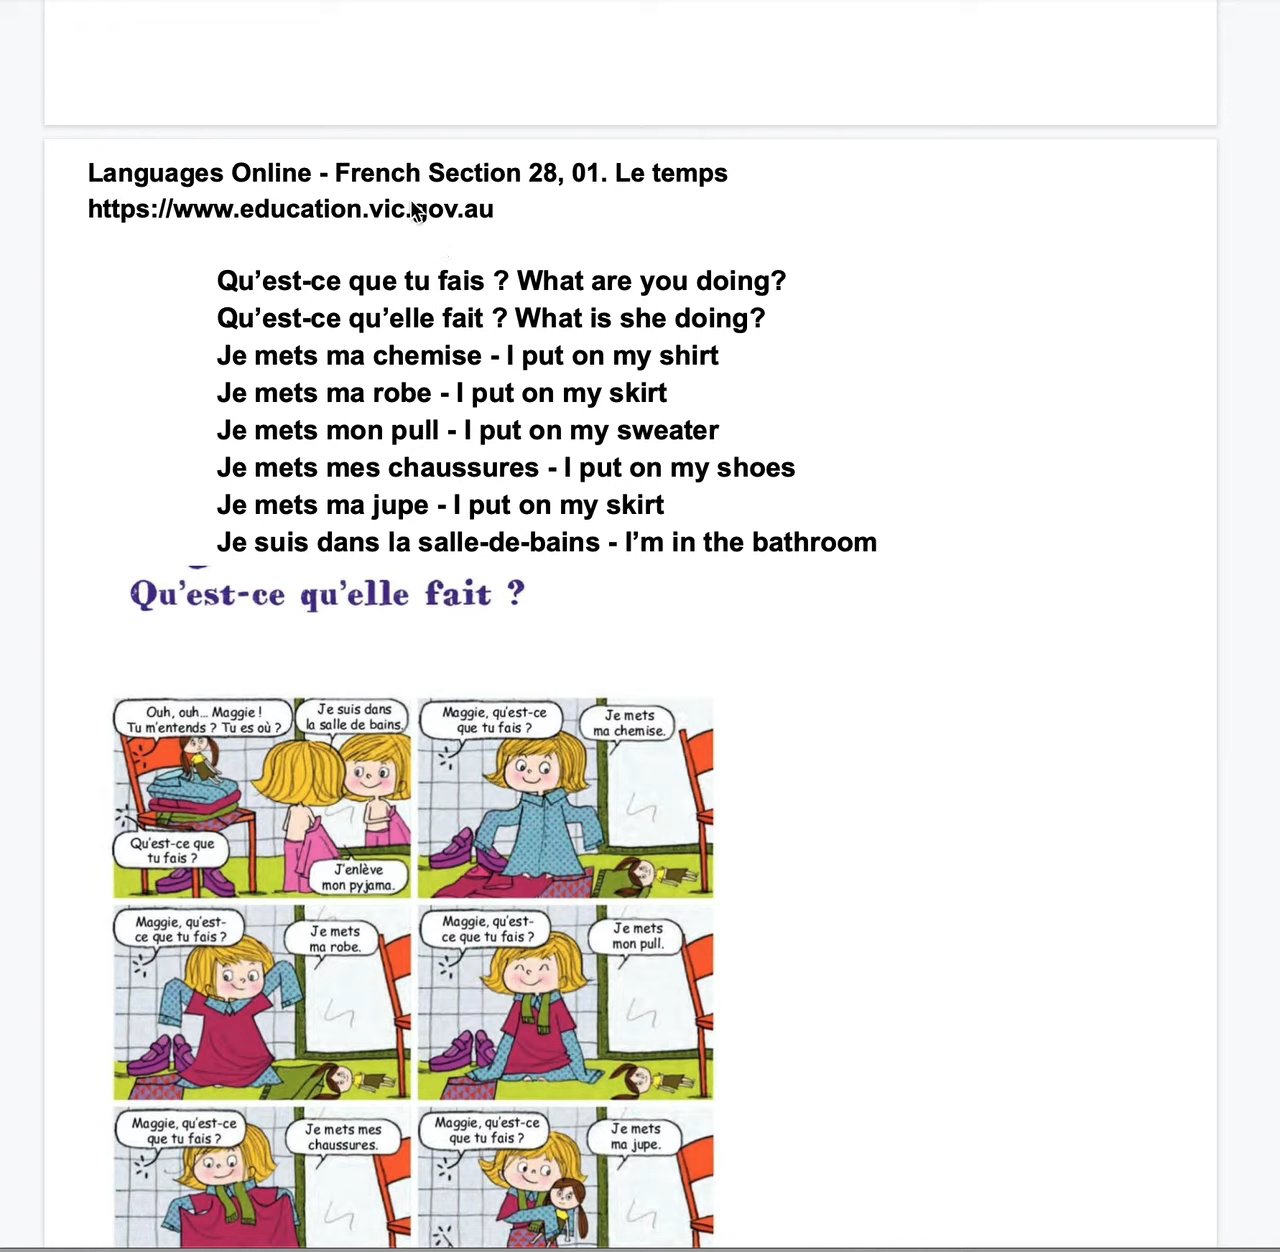 Languages Online - French Section 28, 01. Le temps
https://www.education.vic.gov.au
Qu’est-ce que tu fais ? What are you doing?
Qu’est-ce qu’elle fait ? What is she doing?
Je mets ma chemise - I put on my shirt
Je mets ma robe - I put on my skirt
Je mets mon pull - I put on my sweater
Je mets mes chaussures - I put on my shoes
Je mets ma jupe - I put on my skirt
Je suis dans la salle-de-bains - I’m in the bathroom
Qu’est-ce qu’elle fait ?
Ouh, ouh... Maggie !
Tu m'entends ? Tu es où ?
Je suis dans
la salle de bains.
Qu'est-ce que
tu fais ?
J'enlève
mon pyjama.
Maggie, qu'est-ce
que tu fais ?
Je mets
ma chemise.
Maggie, qu'est-
ce que tu fais ?
Je mets
ma robe.
Maggie, qu'est-
ce que tu fais ?
Je mets
mon pull.
Maggie, qu'est-ce
que tu fais ?
Je mets mes
chaussures.
Maggie, qu'est-ce
que tu fais ?
Je mets
ma jupe.